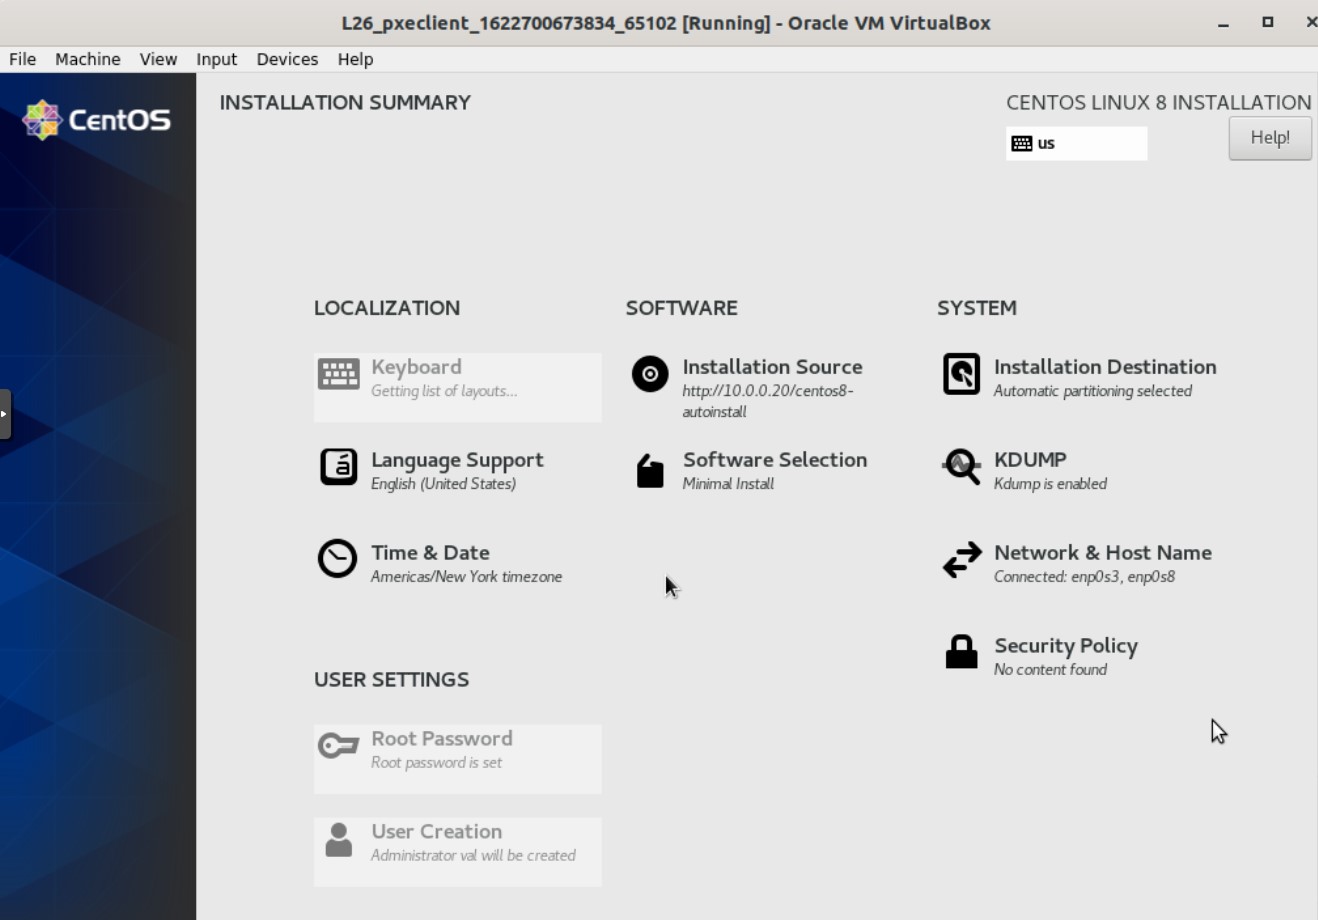 L26_pxeclient_1622700673834_65102 [Running] - Oracle VM VirtualBox
File Machine View Input Devices Help
CentOS
INSTALLATION SUMMARY
CENTOS LINUX 8 INSTALLATION
us
Help!
LOCALIZATION
Keyboard
Getting list of layouts...
Language Support
English (United States)
Time & Date
Americas/New York timezone
SOFTWARE
Installation Source
http://10.0.0.20/centos8-
autoinstall
Software Selection
Minimal Install
SYSTEM
Installation Destination
Automatic partitioning selected
KDUMP
Kdump is enabled
Network & Host Name
Connected: enp0s3, enp0s8
Security Policy
No content found
USER SETTINGS
Root Password
Root password is set
User Creation
Administrator val will be created